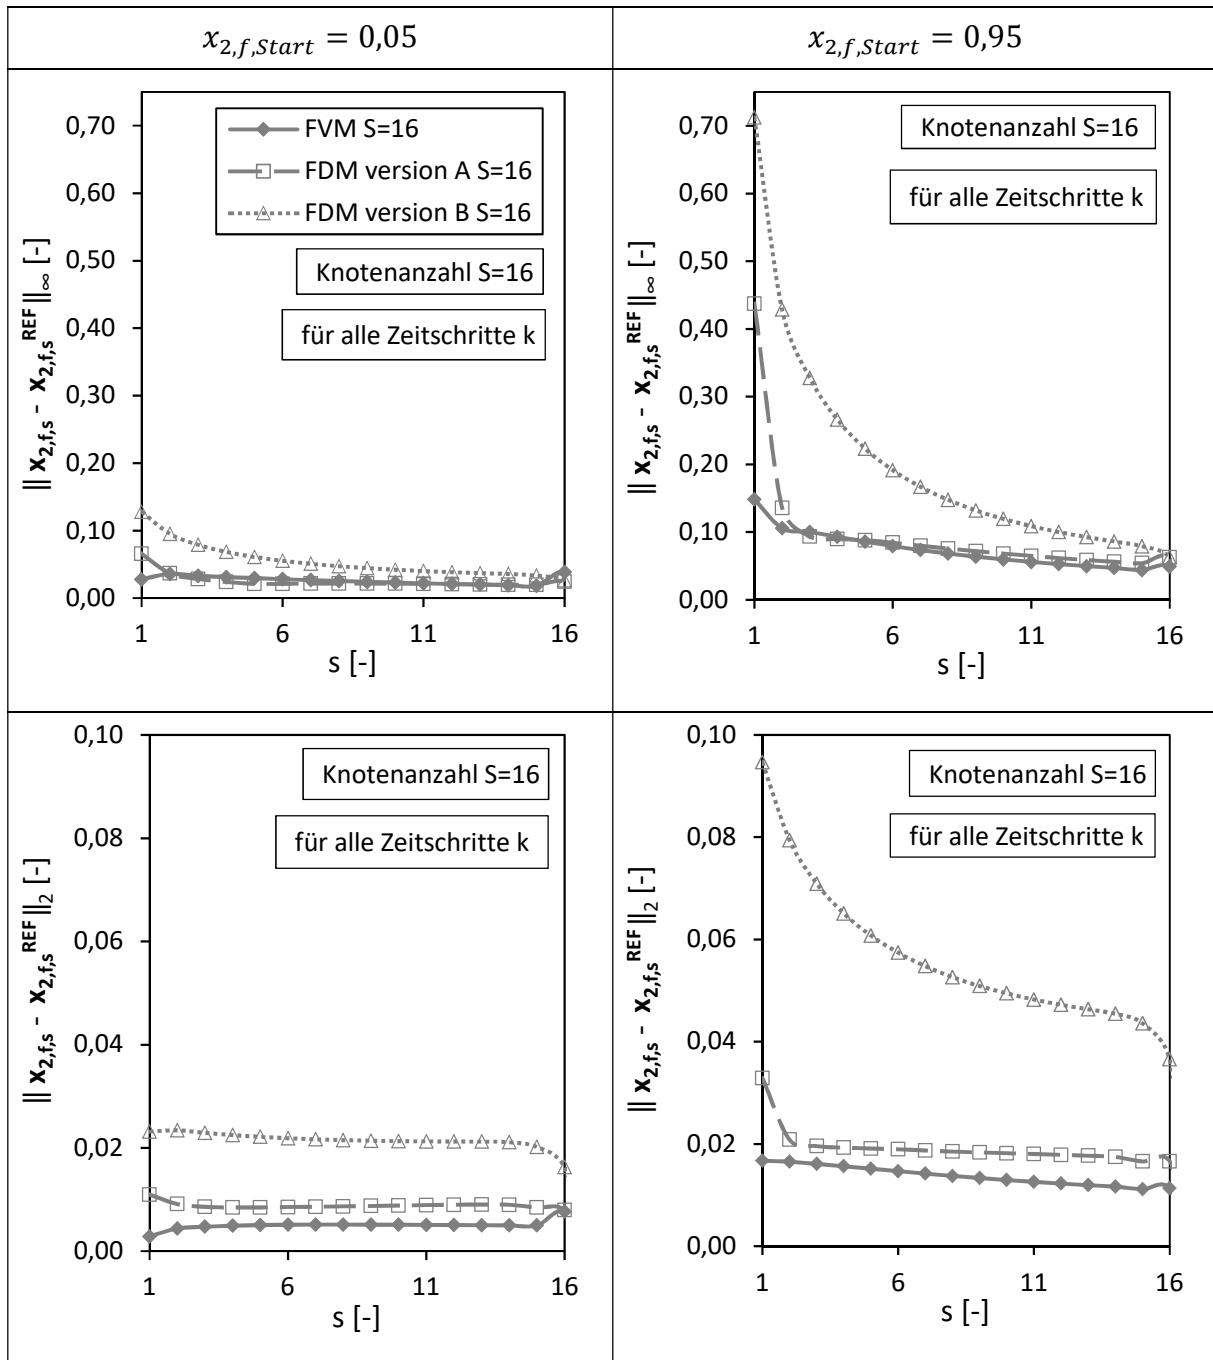 x2,f,Start = 0,05
x2,f,Start = 0,95
‖ x2,f,s - x2,f,sREF ‖∞ [-]
0,70
0,60
0,50
0,40
0,30
0,20
0,10
0,00
FVM S=16
FDM version A S=16
FDM version B S=16
Knotenanzahl S=16
für alle Zeitschritte k
1 6 11 16
s [-]
‖ x2,f,s - x2,f,sREF ‖∞ [-]
0,70
0,60
0,50
0,40
0,30
0,20
0,10
0,00
Knotenanzahl S=16
für alle Zeitschritte k
1 6 11 16
s [-]
‖ x2,f,s - x2,f,sREF ‖2 [-]
0,10
0,08
0,06
0,04
0,02
0,00
Knotenanzahl S=16
für alle Zeitschritte k
1 6 11 16
s [-]
‖ x2,f,s - x2,f,sREF ‖2 [-]
0,10
0,08
0,06
0,04
0,02
0,00
Knotenanzahl S=16
für alle Zeitschritte k
1 6 11 16
s [-]